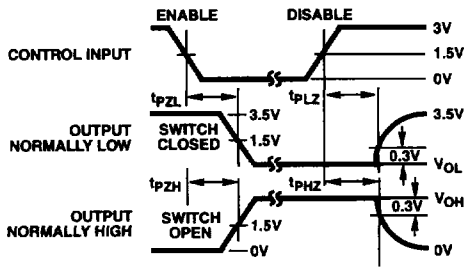 ENABLE DISABLE
3V
CONTROL INPUT 1.5V
0V
tPZL tPLZ
3.5V 3.5V
OUTPUT NORMALLY LOW
SWITCH CLOSED
1.5V
0.3V
VOL
tPZH tPHZ
VOH
0.3V
OUTPUT NORMALLY HIGH
SWITCH OPEN
1.5V
0V 0V